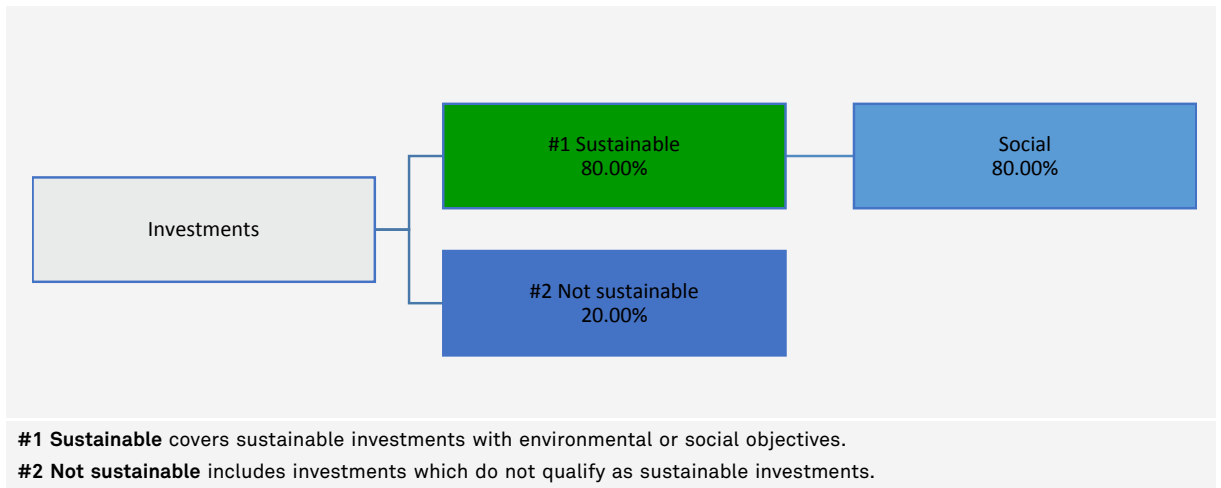 Investments
#1 Sustainable
80.00%
Social
80.00%
#2 Not sustainable
20.00%
#1 Sustainable covers sustainable investments with environmental or social objectives.
#2 Not sustainable includes investments which do not qualify as sustainable investments.